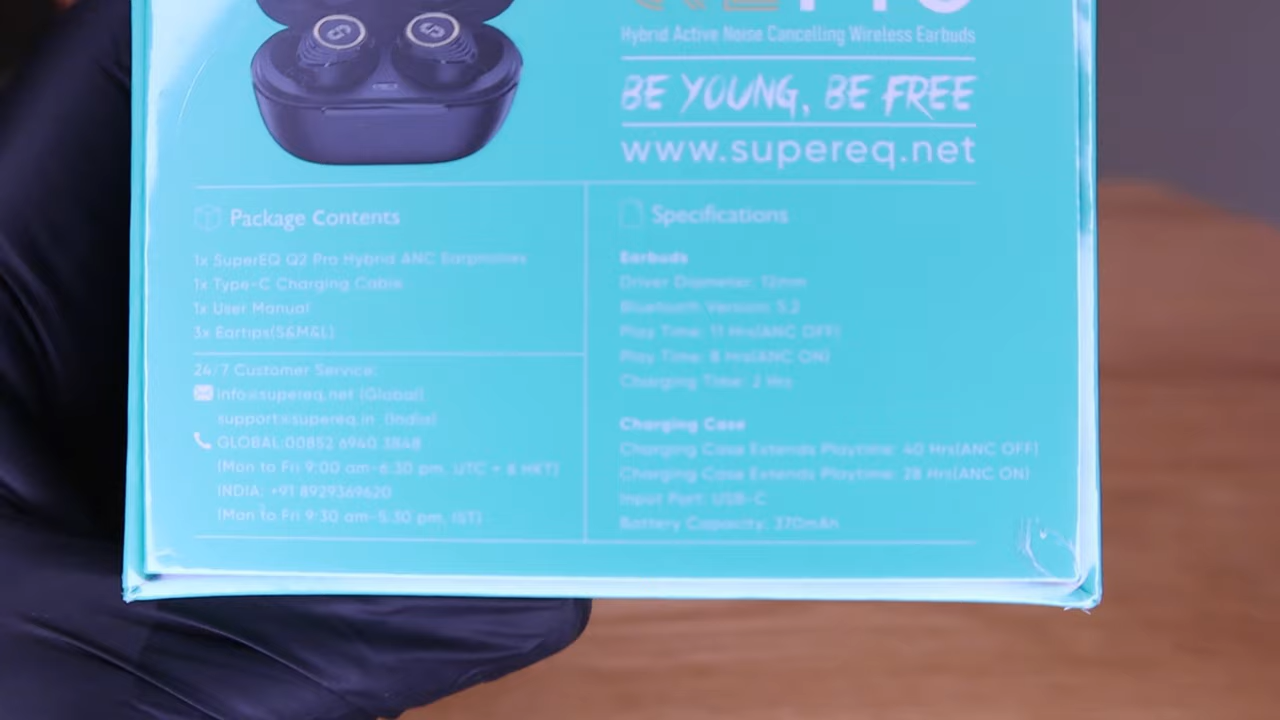 Pro
Hybrid Active Noise Cancelling Wireless Earbuds
BE YOUNG, BE FREE
www.supereq.net
Package Contents
1x SuperEQ Q2 Pro Hybrid ANC Earphones
1x Type-C Charging Cable
1x User Manual
3x Eartips(S&M&L)
24/7 Customer Service:
info@supereq.net (Global)
support@supereq.in (India)
GLOBAL:00852 6940 3848
(Mon to Fri 9:00 am-6:30 pm, UTC + 8 HKT)
INDIA: +91 8929369620
(Mon to Fri 9:30 am-5:30 pm, IST)
Specifications
Earbuds
Driver Diameter: 12mm
Bluetooth Version: 5.2
Play Time: 11 Hrs(ANC OFF)
Play Time: 8 Hrs(ANC ON)
Charging Time: 2 Hrs
Charging Case
Charging Case Extends Playtime: 40 Hrs(ANC OFF)
Charging Case Extends Playtime: 28 Hrs(ANC ON)
Input Port: USB-C
Battery Capacity: 370mAh